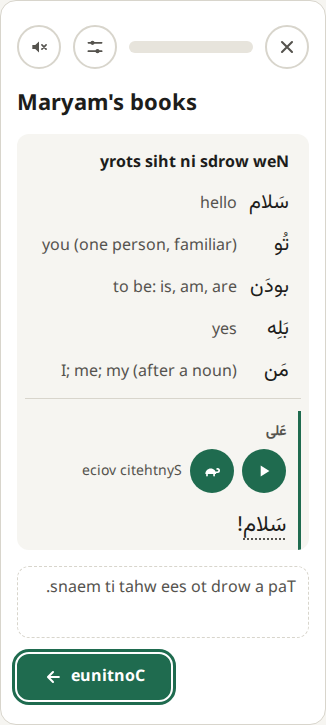 Maryam's books
yrots siht ni sdrow weN
سَلام hello
تُو you (one person, familiar)
بودَن to be: is, am, are
بَلِه yes
مَن I; me; my (after a noun)
عَلی
eciov citehtnyS
سَلام!
.snaem ti tahw ees ot drow a paT
eunitnoC